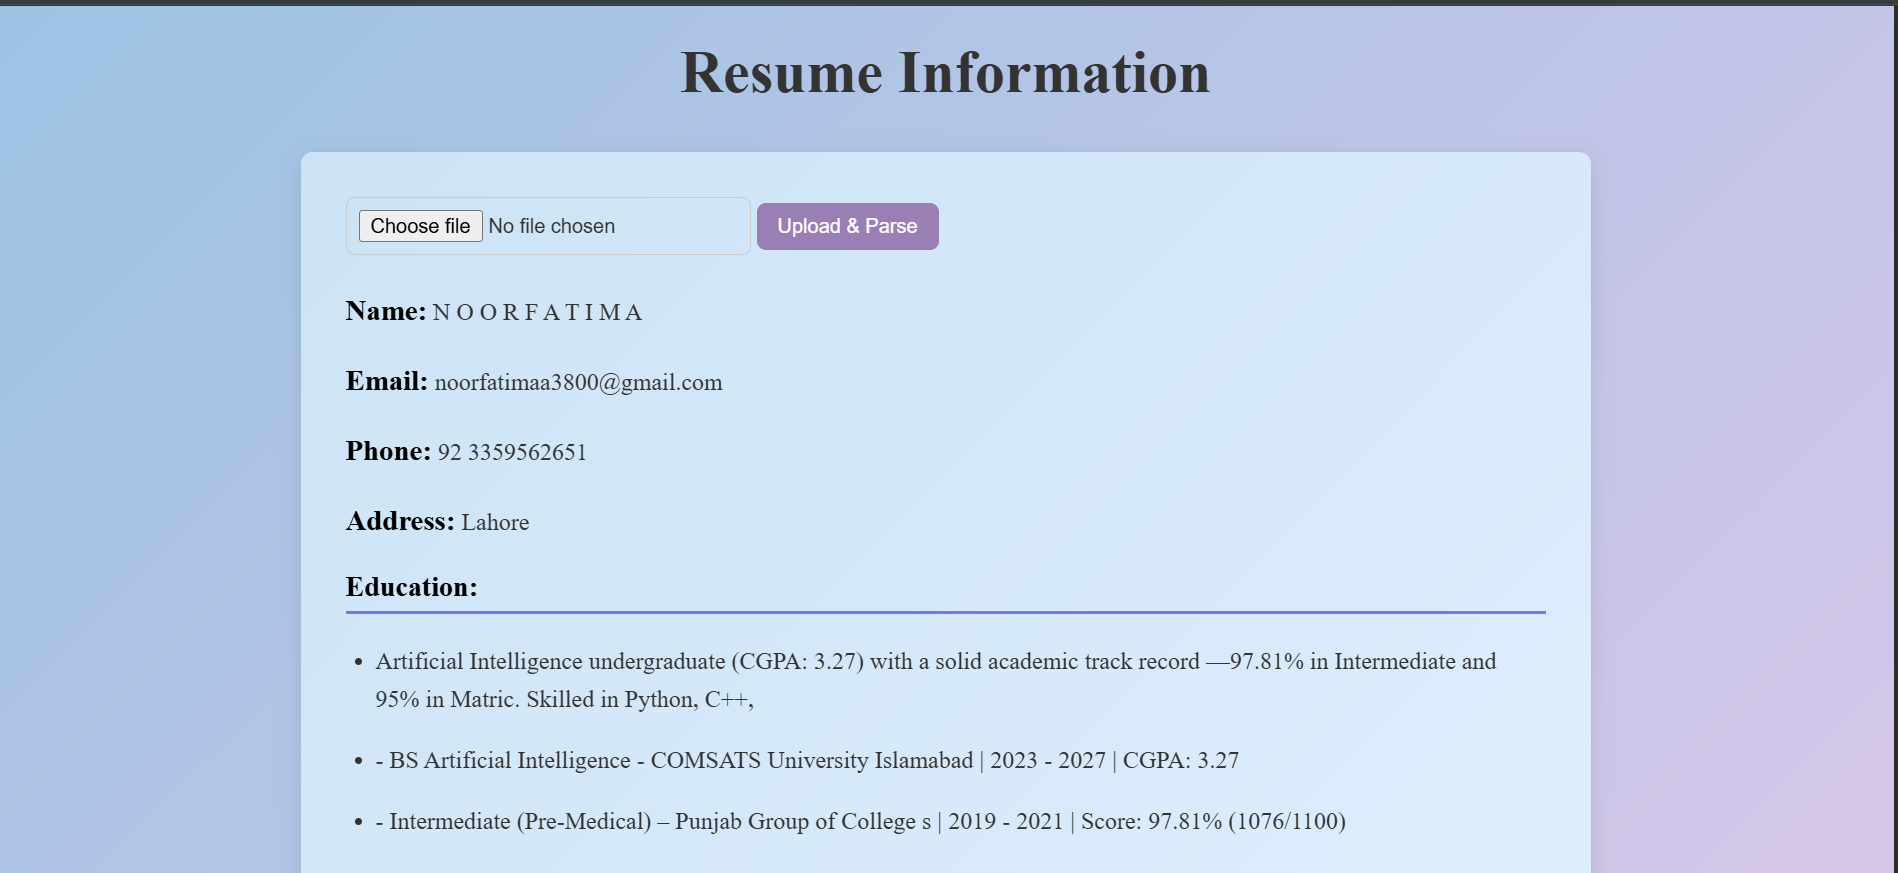 Resume Information
Choose file No file chosen Upload & Parse
Name: N O O R F A T I M A
Email: noorfatimaa3800@gmail.com
Phone: 92 3359562651
Address: Lahore
Education:
• Artificial Intelligence undergraduate (CGPA: 3.27) with a solid academic track record —97.81% in Intermediate and
95% in Matric. Skilled in Python, C++,
• - BS Artificial Intelligence - COMSATS University Islamabad | 2023 - 2027 | CGPA: 3.27
• - Intermediate (Pre-Medical) – Punjab Group of College s | 2019 - 2021 | Score: 97.81% (1076/1100)